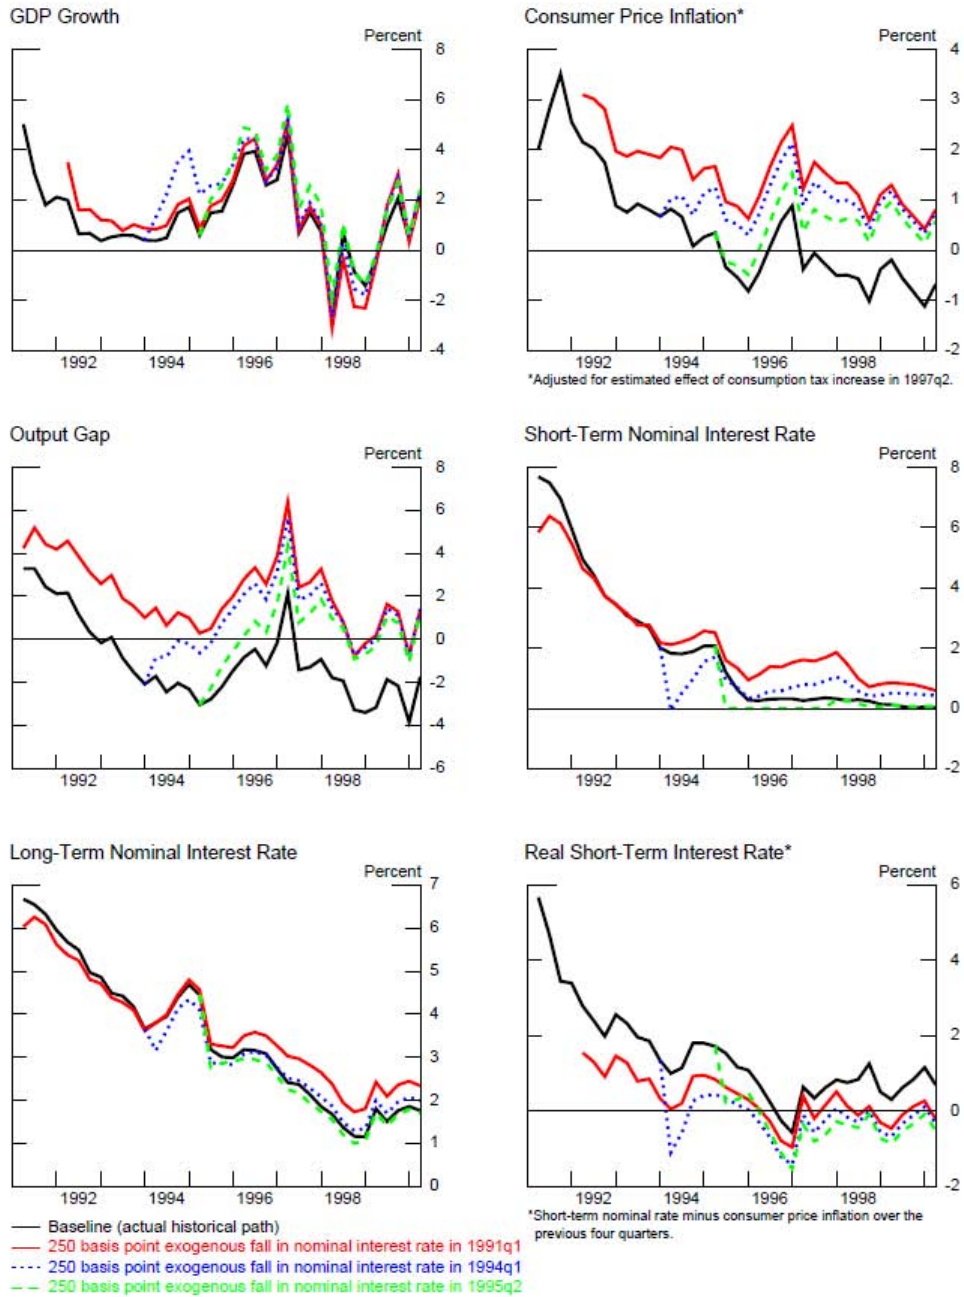 GDP Growth
Percent
8
6
4
2
0
-2
-4
1992 1994 1996 1998
Consumer Price Inflation*
Percent
4
3
2
1
0
-1
-2
1992 1994 1996 1998
*Adjusted for estimated effect of consumption tax increase in 1997q2.
Output Gap
Percent
8
6
4
2
0
-2
-4
-6
1992 1994 1996 1998
Short-Term Nominal Interest Rate
Percent
8
6
4
2
0
-2
1992 1994 1996 1998
Long-Term Nominal Interest Rate
Percent
7
6
5
4
3
2
1
0
1992 1994 1996 1998
Real Short-Term Interest Rate*
Percent
6
4
2
0
-2
1992 1994 1996 1998
*Short-term nominal rate minus consumer price inflation over the
previous four quarters.
Baseline (actual historical path)
250 basis point exogenous fall in nominal interest rate in 1991q1
250 basis point exogenous fall in nominal interest rate in 1994q1
250 basis point exogenous fall in nominal interest rate in 1995q2